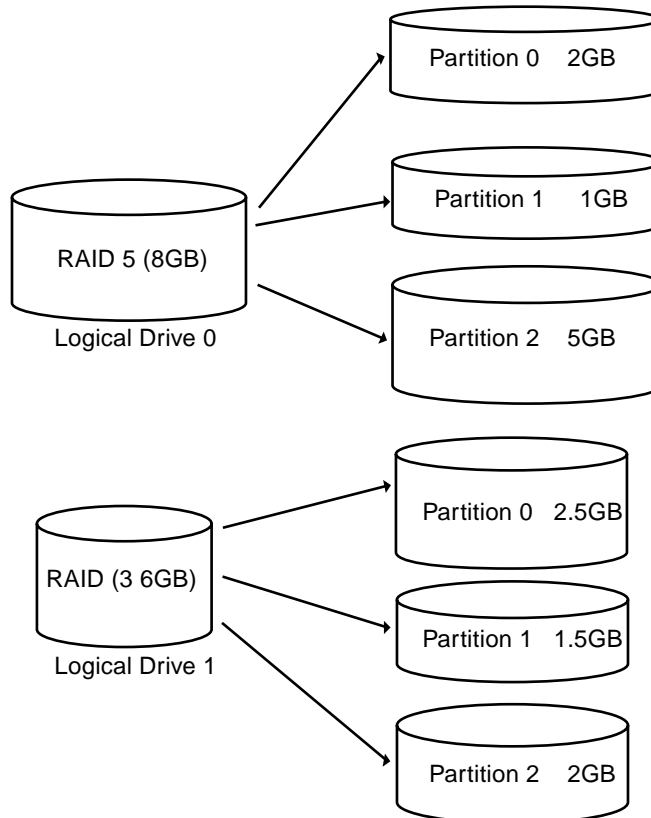 Partition 0 2GB
Partition 1 1GB
RAID 5 (8GB)
Partition 2 5GB
Logical Drive 0
Partition 0 2.5GB
RAID (3 6GB)
Partition 1 1.5GB
Logical Drive 1
Partition 2 2GB